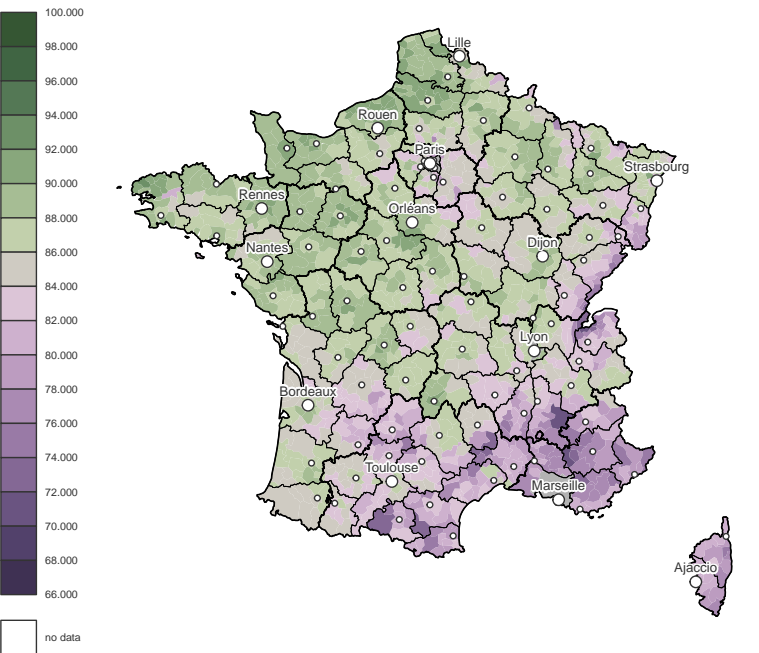 100.000
98.000
96.000
94.000
92.000
90.000
88.000
86.000
84.000
82.000
80.000
78.000
76.000
74.000
72.000
70.000
68.000
66.000
no data
Lille
Rouen
Paris
Strasbourg
Rennes
Orléans
Nantes
Dijon
Lyon
Bordeaux
Toulouse
Marseille
Ajaccio